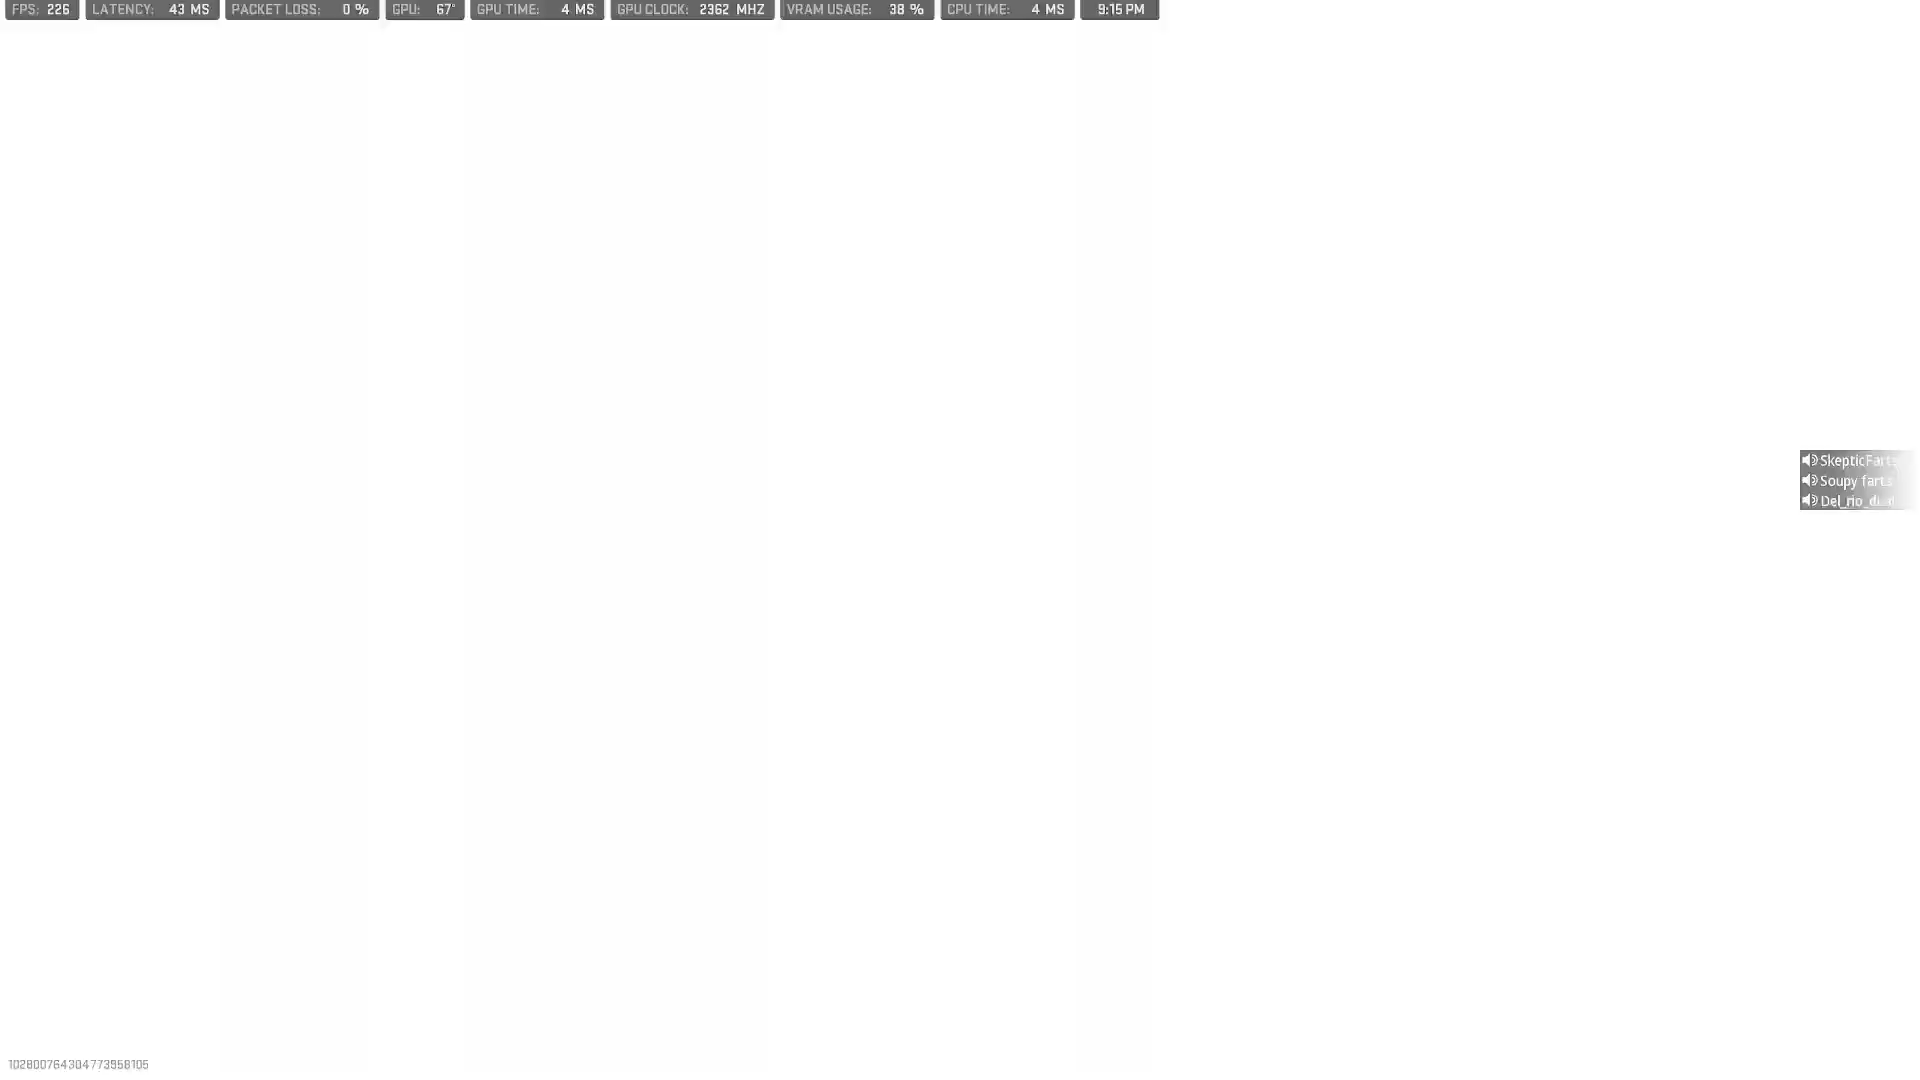 FPS: 226 LATENCY: 43 MS PACKET LOSS: 0 % GPU: 67° GPU TIME: 4 MS GPU CLOCK: 2362 MHZ VRAM USAGE: 38 % CPU TIME: 4 MS 9:15 PM
SkepticFarts
Soupy farts
Del_rio_
102800764304773958105